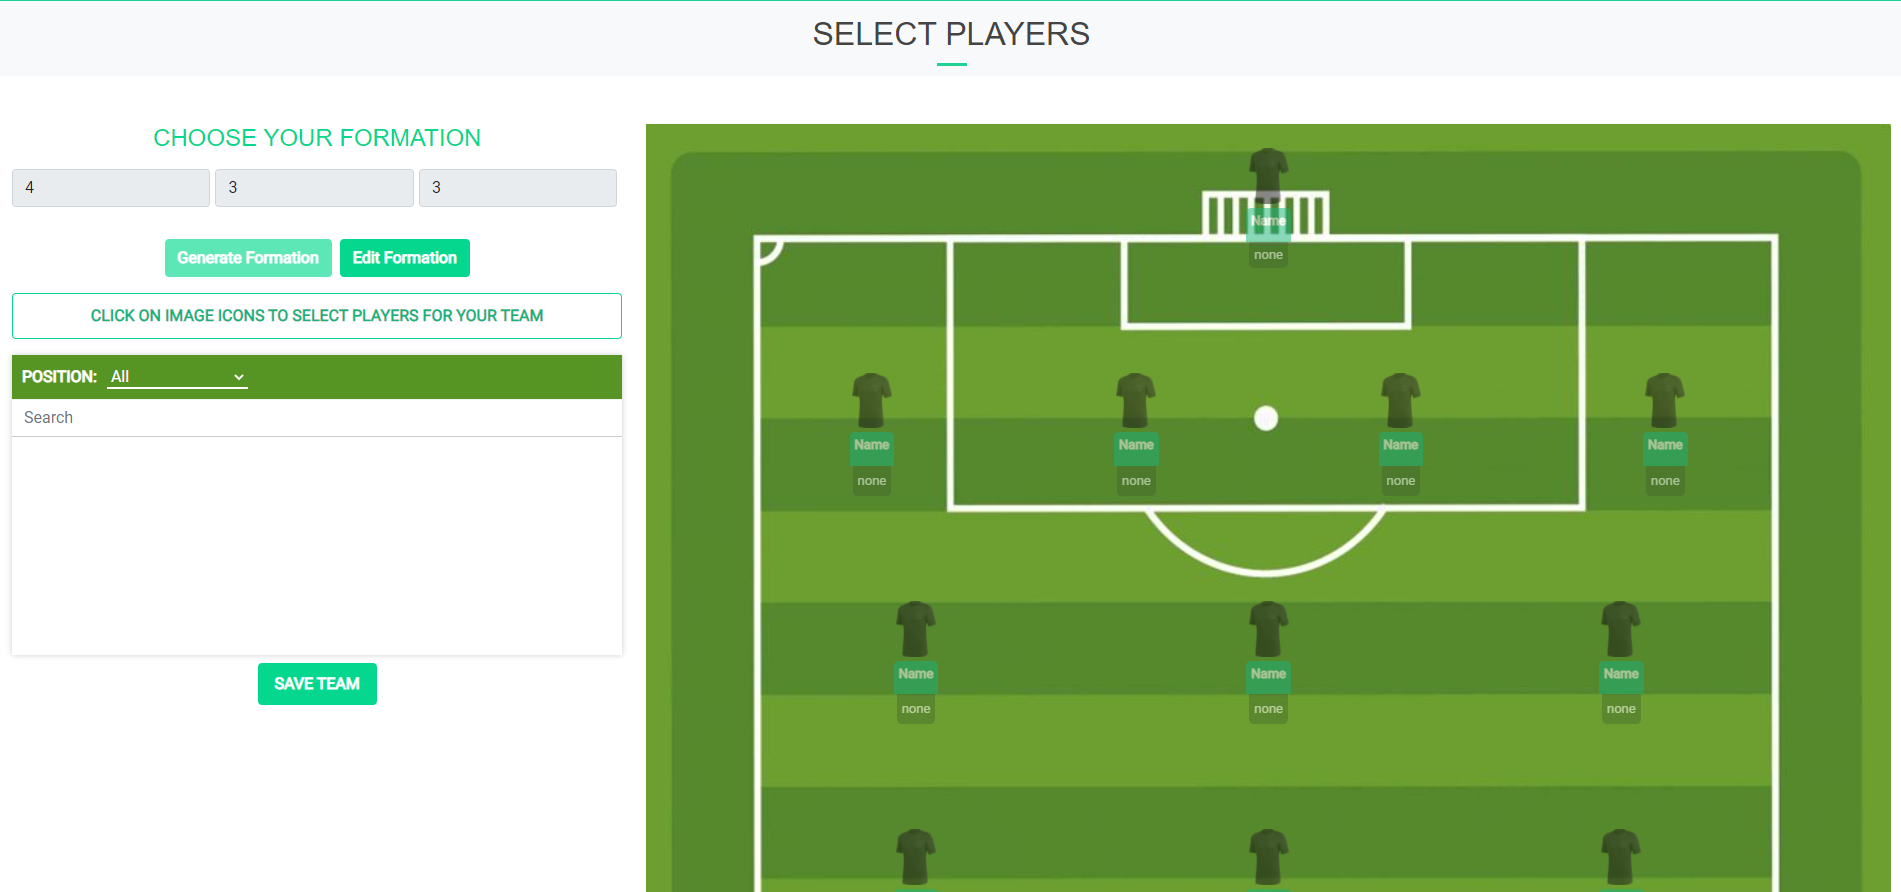 SELECT PLAYERS
CHOOSE YOUR FORMATION
4 3 3
Generate Formation Edit Formation
CLICK ON IMAGE ICONS TO SELECT PLAYERS FOR YOUR TEAM
POSITION: All
Search
SAVE TEAM
Name
none
Name Name Name Name
none none none none
Name Name Name
none none none